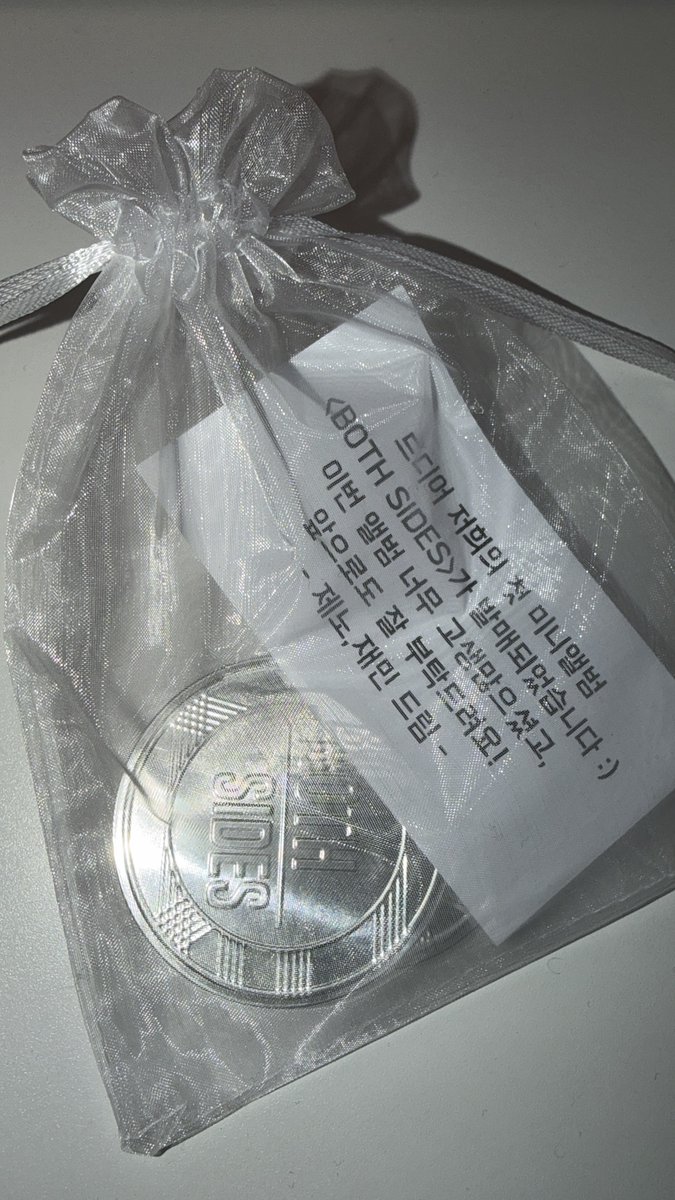 드디어 저희의 첫 미니앨범
<BOTH SIDES>가 발매되었습니다 :)
이번 앨범 너무 고생많으셨고,
앞으로도 잘 부탁드려요!
- 제노,재민 드림 -
BOTH
SIDES